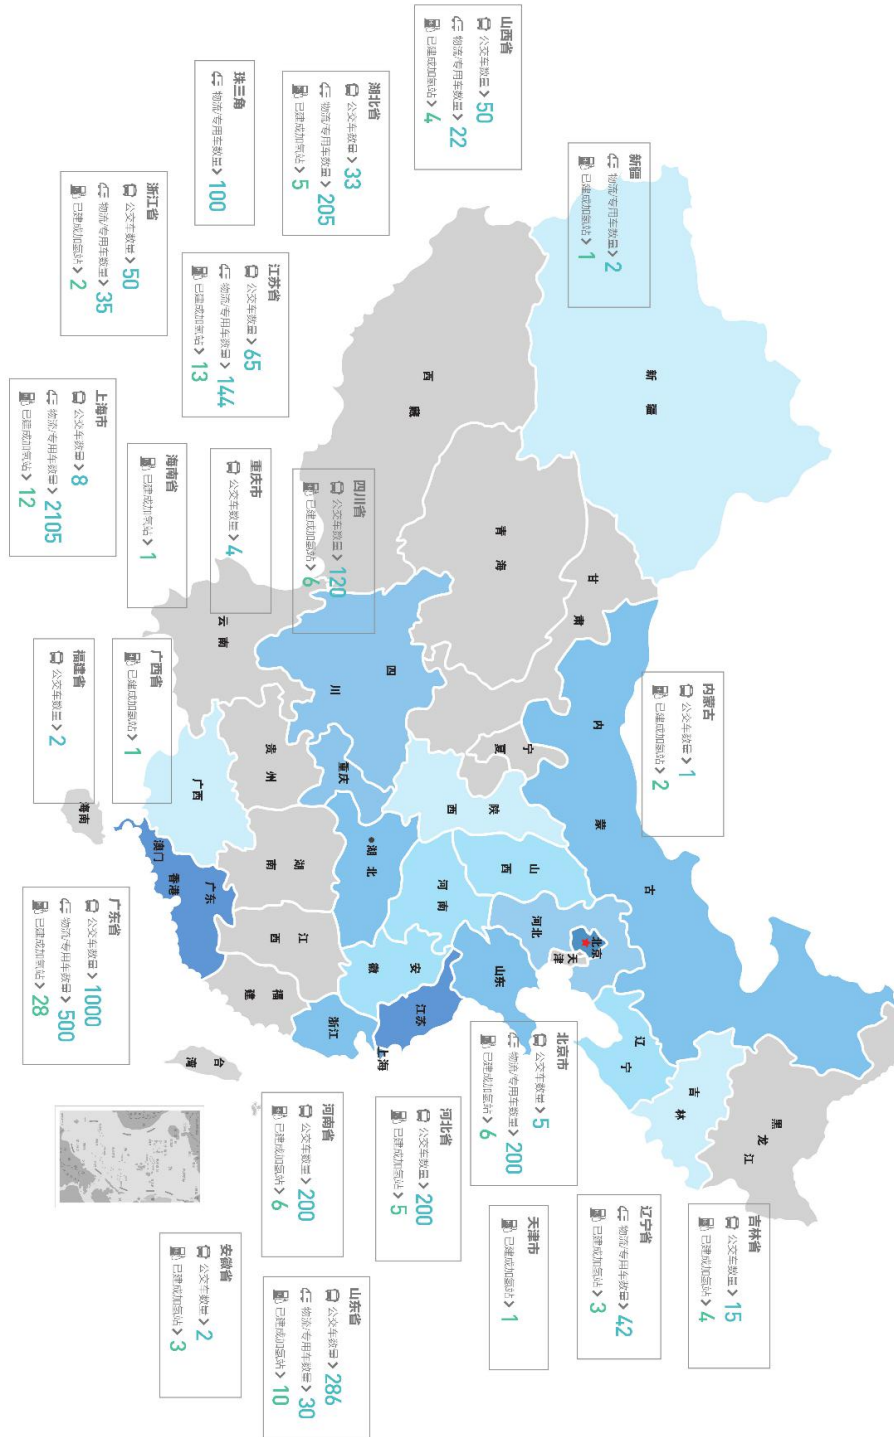 新疆
物流/专用车数量 > 2
已建成加氢站 > 1
内蒙古
公交车数量 > 1
已建成加氢站 > 2
吉林省
公交车数量 > 15
已建成加氢站 > 4
辽宁省
物流/专用车数量 > 42
已建成加氢站 > 3
山西省
公交车数量 > 50
物流/专用车数量 > 22
已建成加氢站 > 4
北京市
公交车数量 > 5
物流/专用车数量 > 200
已建成加氢站 > 6
天津市
已建成加氢站 > 1
湖北省
公交车数量 > 33
物流/专用车数量 > 205
已建成加氢站 > 5
四川省
公交车数量 > 120
已建成加氢站 > 6
河北省
公交车数量 > 200
已建成加氢站 > 5
珠三角
物流/专用车数量 > 100
江苏省
公交车数量 > 65
物流/专用车数量 > 144
已建成加氢站 > 13
重庆市
公交车数量 > 4
河南省
公交车数量 > 200
已建成加氢站 > 6
山东省
公交车数量 > 286
物流/专用车数量 > 30
已建成加氢站 > 10
浙江省
公交车数量 > 50
物流/专用车数量 > 35
已建成加氢站 > 2
海南省
已建成加氢站 > 1
广西省
已建成加氢站 > 1
安徽省
公交车数量 > 2
已建成加氢站 > 3
上海市
公交车数量 > 8
物流/专用车数量 > 2105
已建成加氢站 > 12
福建省
公交车数量 > 2
广东省
公交车数量 > 1000
物流/专用车数量 > 500
已建成加氢站 > 28
黑龙江
吉林
辽宁
内蒙古
新疆
甘肃
北京
天津
河北
山西
宁夏
青海
陕西
山东
河南
西藏
江苏
安徽
四川
湖北
重庆
上海
浙江
湖南
江西
贵州
云南
福建
广西
广东
香港
澳门
台湾
海南